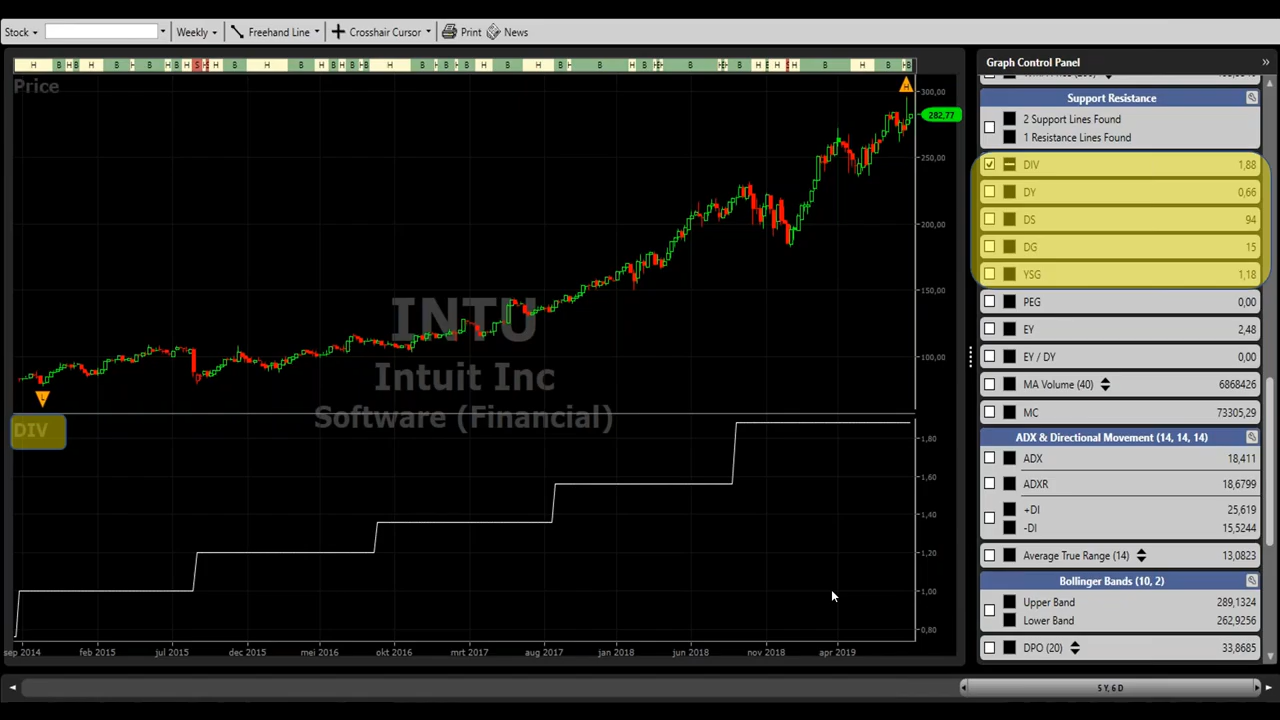 Stock Weekly Freehand Line Crosshair Cursor Print News
H B B H B H B H S H B H B H B B H B B B H B H B H B H B H B H B H S H B H B B
Price
300,00
282,77
250,00
200,00
150,00
100,00
H
L
INTU
Intuit Inc
Software (Financial)
DIV
1,80
1,60
1,40
1,20
1,00
0,80
sep 2014 feb 2015 jul 2015 dec 2015 mei 2016 okt 2016 mrt 2017 aug 2017 jan 2018 jun 2018 nov 2018 apr 2019
Graph Control Panel
Support Resistance
2 Support Lines Found
1 Resistance Lines Found
DIV 1,88
DY 0,66
DS 94
DG 15
YSG 1,18
PEG 0,00
EY 2,48
EY / DY 0,00
MA Volume (40) 6868426
MC 73305,29
ADX & Directional Movement (14, 14, 14)
ADX 18,411
ADXR 18,6799
+DI 25,619
-DI 15,5244
Average True Range (14) 13,0823
Bollinger Bands (10, 2)
Upper Band 289,1324
Lower Band 262,9256
DPO (20) 33,8685
5 Y, 6 D